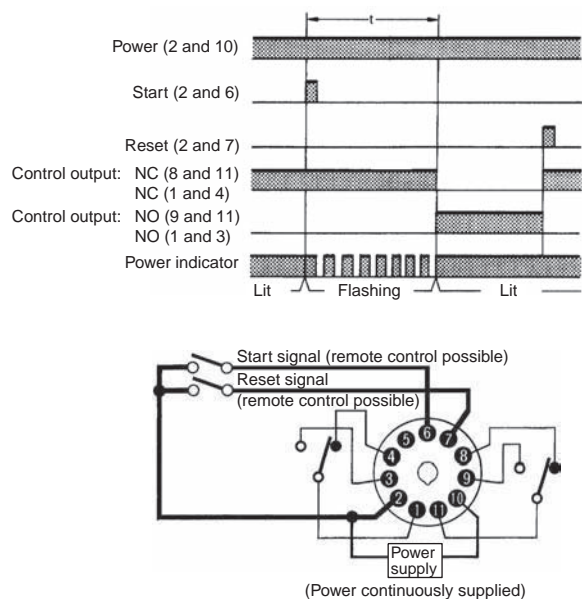 t
Power (2 and 10)
Start (2 and 6)
Reset (2 and 7)
Control output: NC (8 and 11)
NC (1 and 4)
Control output: NO (9 and 11)
NO (1 and 3)
Power indicator
Lit Flashing Lit
Start signal (remote control possible)
Reset signal
(remote control possible)
6
5 7
4 8
3 9
2 10
1 11
Power
supply
(Power continuously supplied)